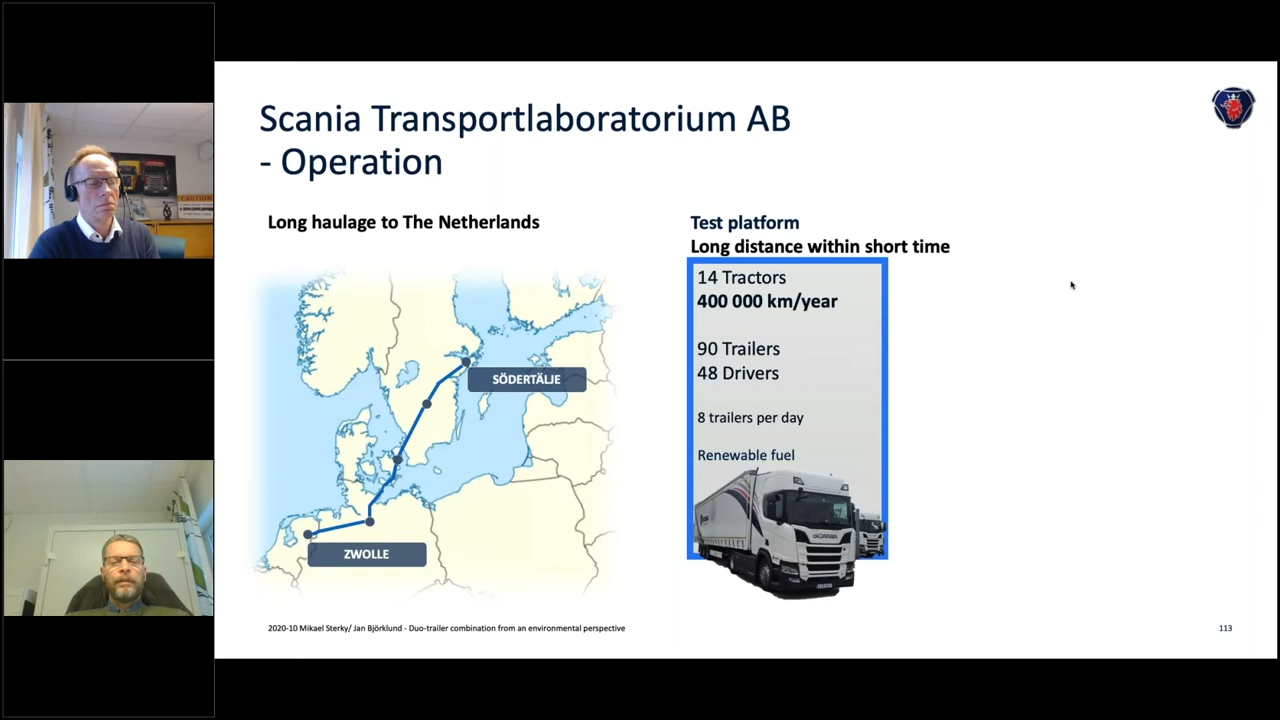 Scania Transportlaboratorium AB
- Operation
Long haulage to The Netherlands
SÖDERTÄLJE
ZWOLLE
Test platform
Long distance within short time
14 Tractors
400 000 km/year
90 Trailers
48 Drivers
8 trailers per day
Renewable fuel
SCANIA
2020-10 Mikael Sterky/ Jan Björklund - Duo-trailer combination from an environmental perspective
113
CAUTION